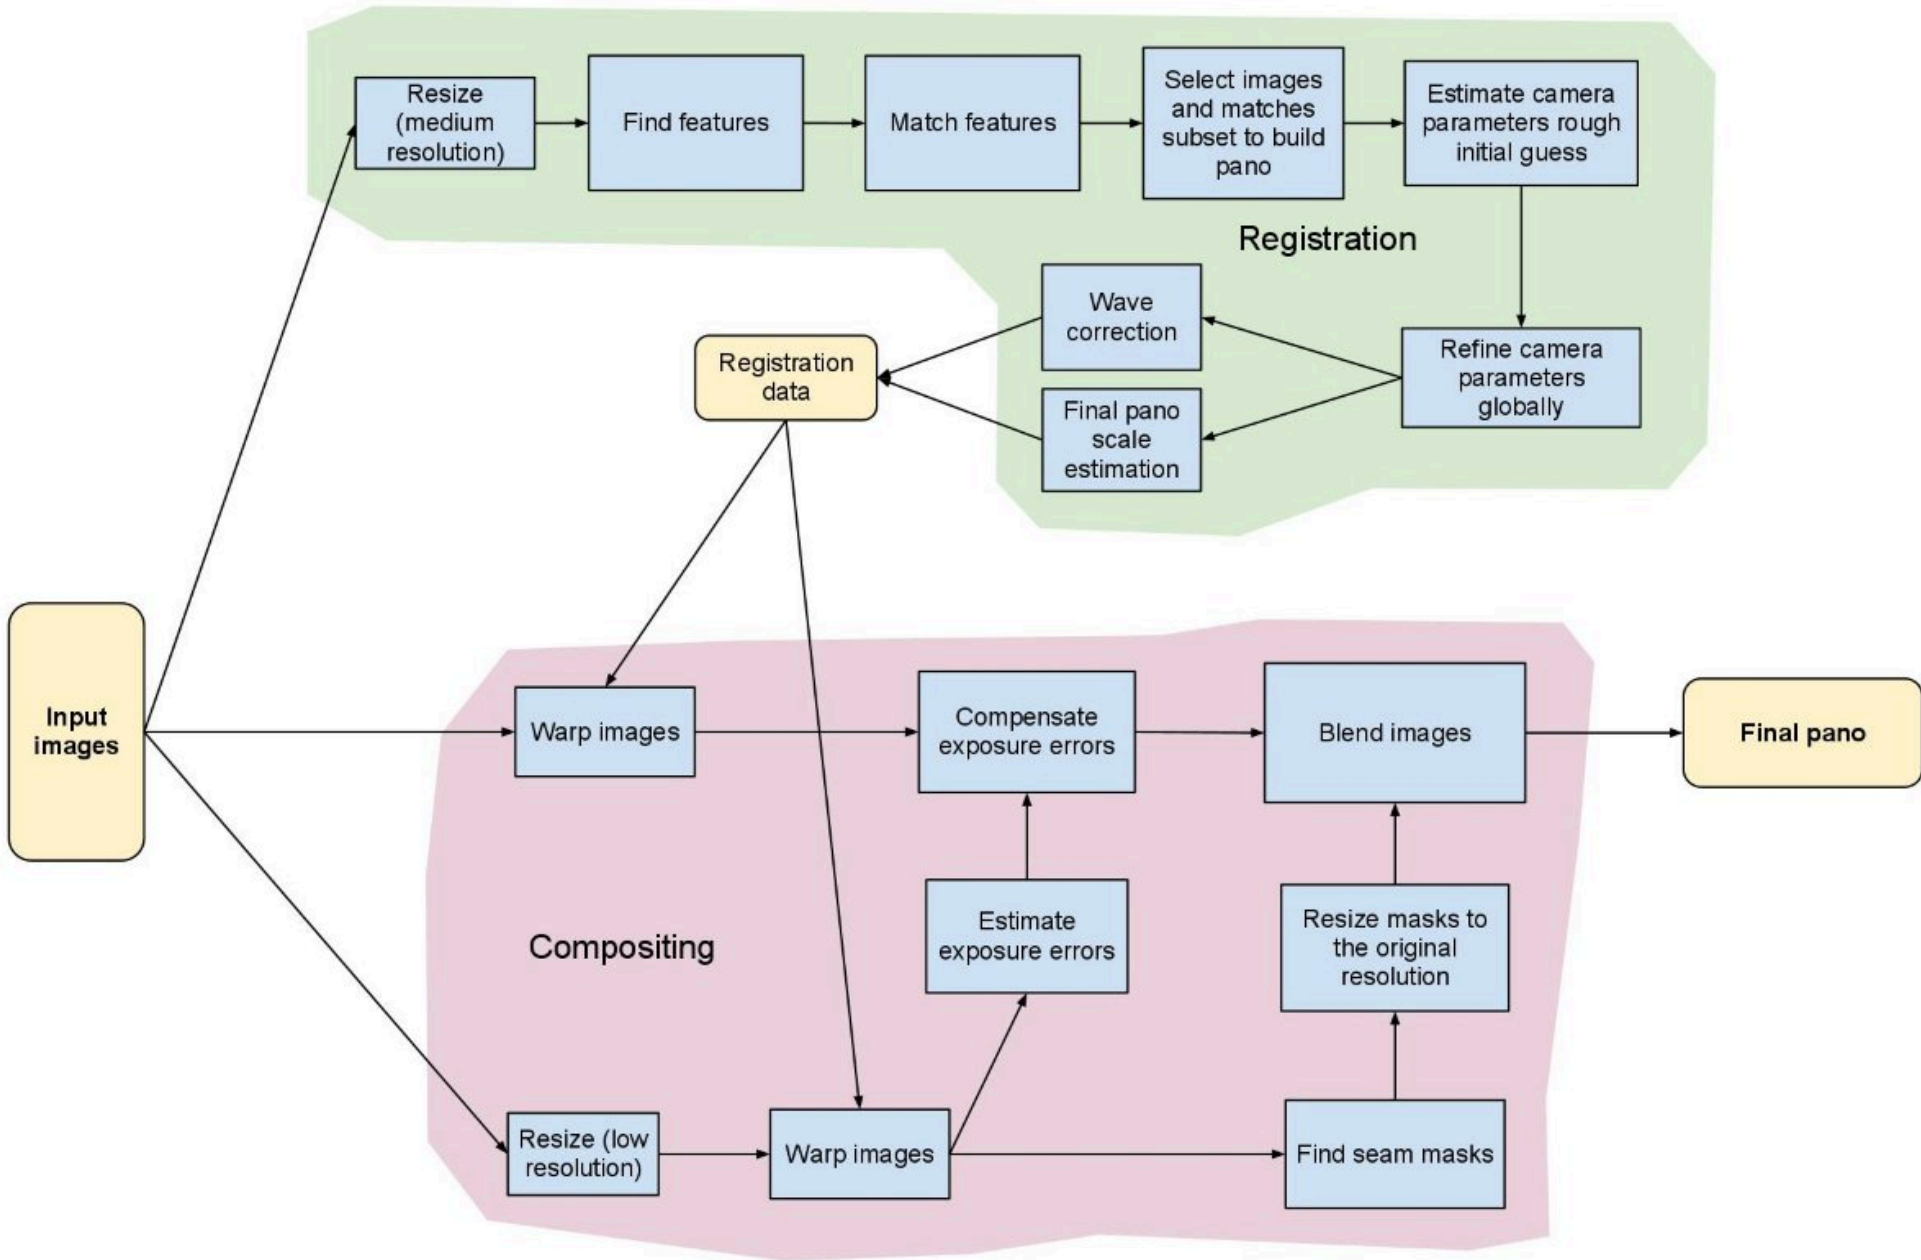 Resize
(medium
resolution)
Find features
Match features
Select images
and matches
subset to build
pano
Estimate camera
parameters rough
initial guess
Registration
Wave
correction
Refine camera
parameters
globally
Registration
data
Final pano
scale
estimation
Input
images
Warp images
Compensate
exposure errors
Blend images
Final pano
Estimate
exposure errors
Resize masks to
the original
resolution
Compositing
Resize (low
resolution)
Warp images
Find seam masks